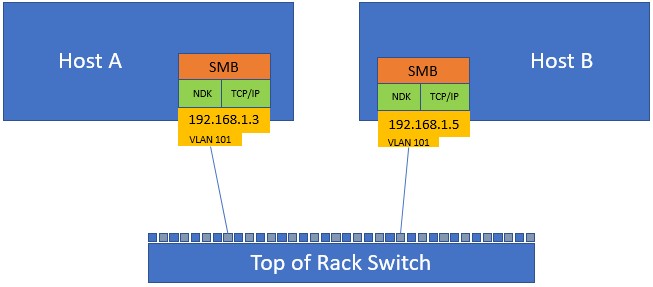 Host A
SMB
NDK
TCP/IP
192.168.1.3
VLAN 101
Host B
SMB
NDK
TCP/IP
192.168.1.5
VLAN 101
Top of Rack Switch